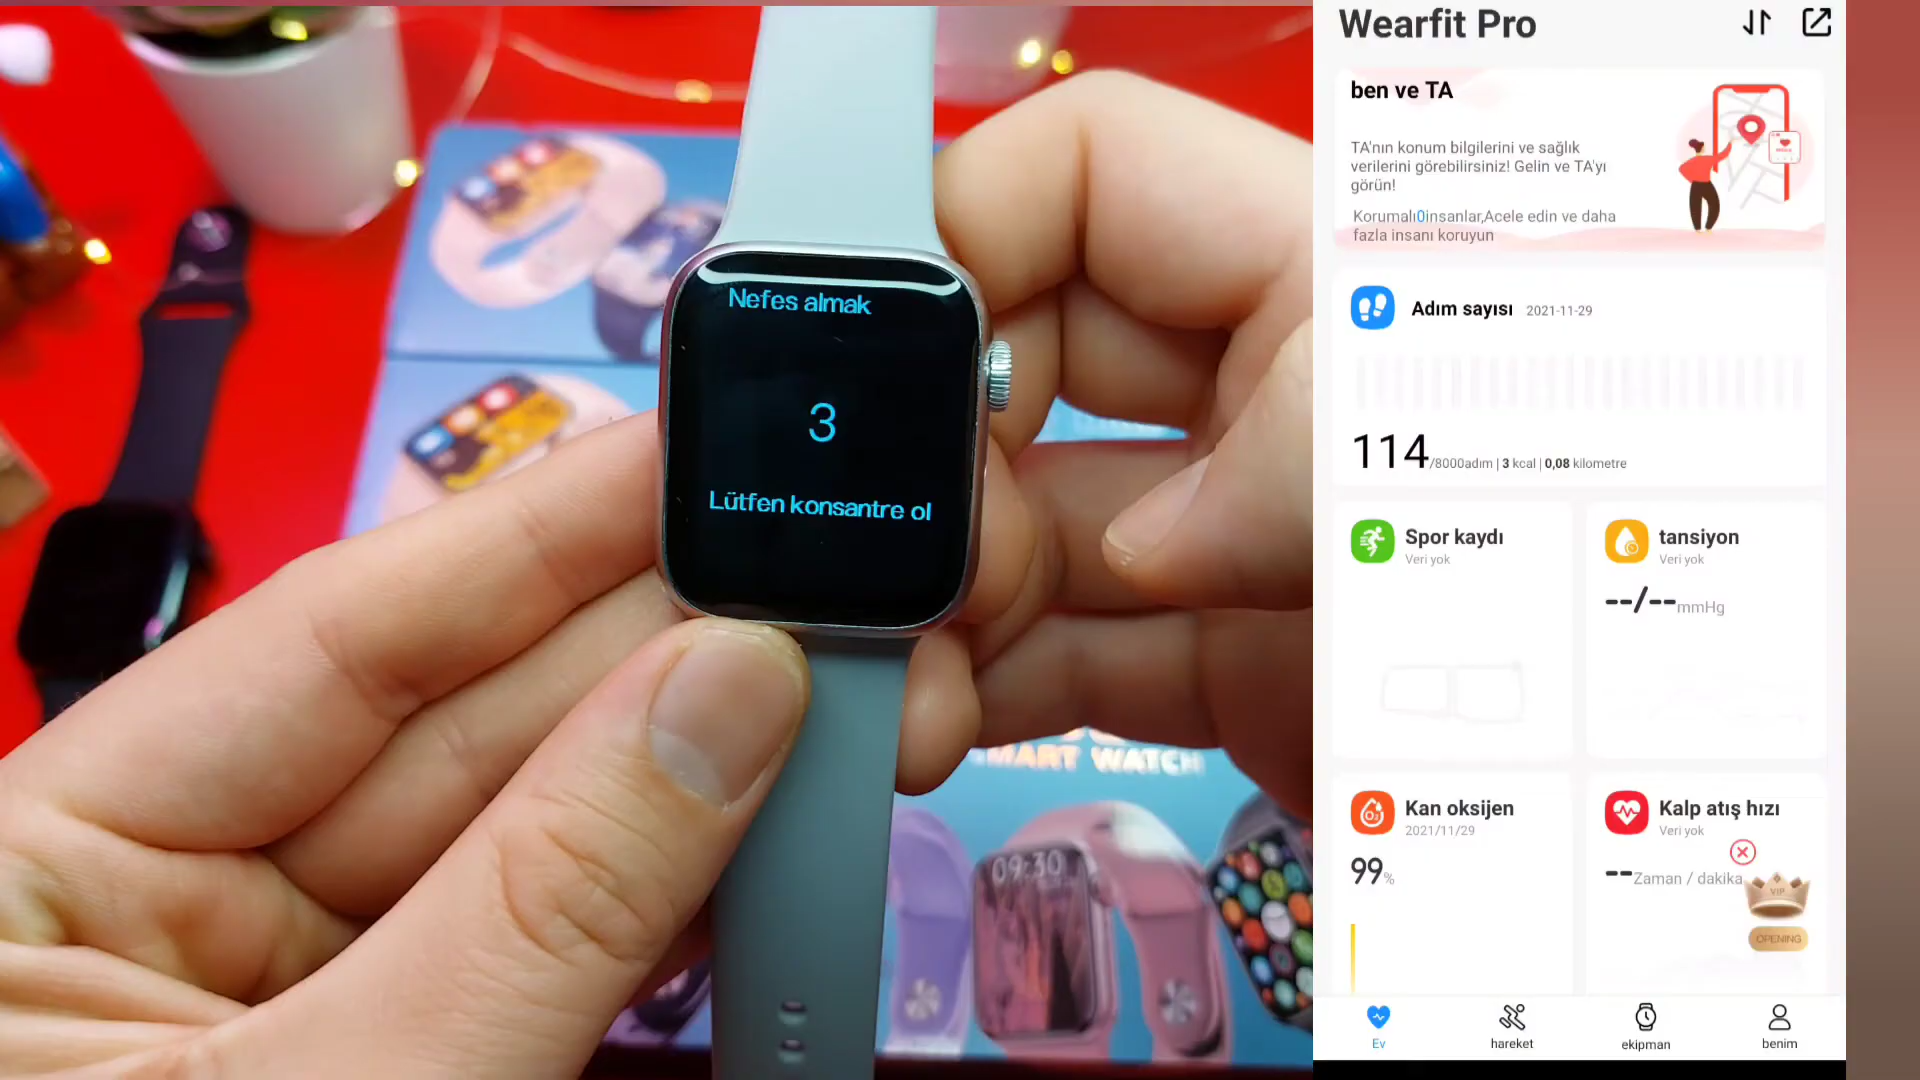 Nefes almak
3
Lütfen konsantre ol
SMART WATCH
09:30
Wearfit Pro
ben ve TA
TA'nın konum bilgilerini ve sağlık
verilerini görebilirsiniz! Gelin ve TA'yı
görün!
Korumalı0insanlar,Acele edin ve daha
fazla insanı koruyun
Adım sayısı 2021-11-29
114/8000adım | 3 kcal | 0,08 kilometre
Spor kaydı
Veri yok
tansiyon
Veri yok
--/--mmHg
Kan oksijen
2021/11/29
99%
Kalp atış hızı
Veri yok
--Zaman / dakika
VIP
OPENING
Ev
hareket
ekipman
benim